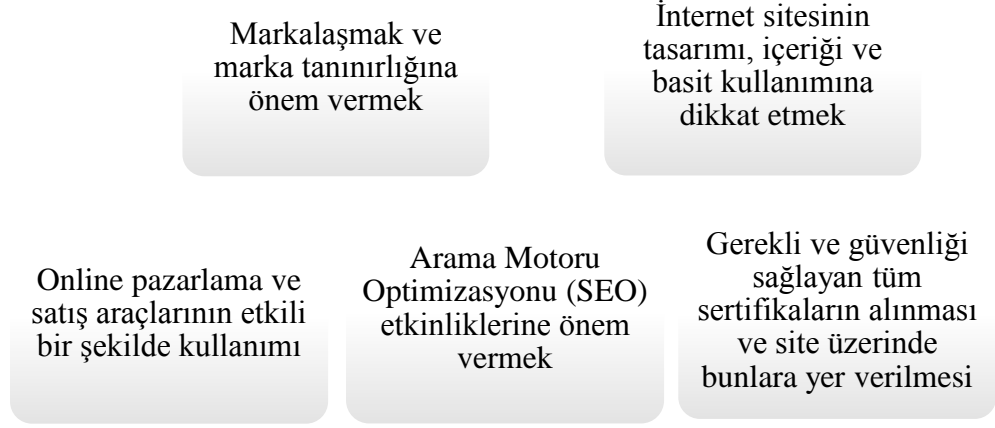 Markalaşmak ve
marka tanınırlığına
önem vermek
İnternet sitesinin
tasarımı, içeriği ve
basit kullanımına
dikkat etmek
Online pazarlama ve
satış araçlarının etkili
bir şekilde kullanımı
Arama Motoru
Optimizasyonu (SEO)
etkinliklerine önem
vermek
Gerekli ve güvenliği
sağlayan tüm
sertifikaların alınması
ve site üzerinde
bunlara yer verilmesi